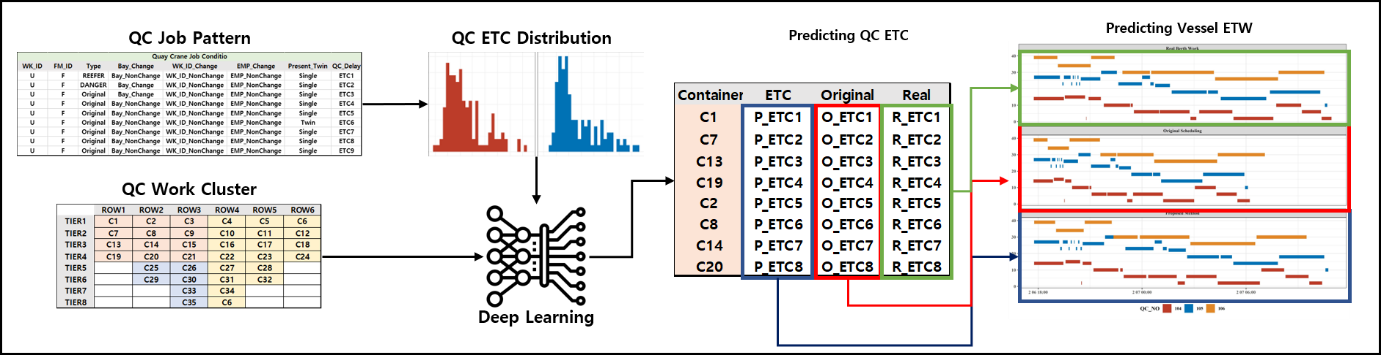 QC Job Pattern
Quay Crane Job Conditio
WK_ID FM_ID Type Bay_Change WK_ID_Change EMP_Change Present_Twin QC_Delay
U F REEFER Bay_NonChange WK_ID_NonChange EMP_NonChange Single ETC1
U F DANGER Bay_NonChange WK_ID_NonChange EMP_NonChange Single ETC2
U F Original Bay_NonChange WK_ID_NonChange EMP_NonChange Single ETC3
U F Original Bay_NonChange WK_ID_NonChange EMP_NonChange Single ETC4
U F Original Bay_NonChange WK_ID_NonChange EMP_NonChange Single ETC5
U F Original Bay_NonChange WK_ID_NonChange EMP_NonChange Twin ETC6
U F Original Bay_NonChange WK_ID_NonChange EMP_NonChange Single ETC7
U F Original Bay_NonChange WK_ID_NonChange EMP_NonChange Single ETC8
U F Original Bay_NonChange WK_ID_NonChange EMP_NonChange Single ETC9
QC Work Cluster
ROW1 ROW2 ROW3 ROW4 ROW5 ROW6
TIER1 C1 C2 C3 C4 C5 C6
TIER2 C7 C8 C9 C10 C11 C12
TIER3 C13 C14 C15 C16 C17 C18
TIER4 C19 C20 C21 C22 C23 C24
TIER5 C25 C26 C27 C28
TIER6 C29 C30 C31 C32
TIER7 C33 C34
TIER8 C35 C6
QC ETC Distribution
Deep Learning
Predicting QC ETC
Container ETC Original Real
C1 P_ETC1 O_ETC1 R_ETC1
C7 P_ETC2 O_ETC2 R_ETC2
C13 P_ETC3 O_ETC3 R_ETC3
C19 P_ETC4 O_ETC4 R_ETC4
C2 P_ETC5 O_ETC5 R_ETC5
C8 P_ETC6 O_ETC6 R_ETC6
C14 P_ETC7 O_ETC7 R_ETC7
C20 P_ETC8 O_ETC8 R_ETC8
Predicting Vessel ETW
Real Berth Work
Original Scheduling
QC_NO 104 105 106